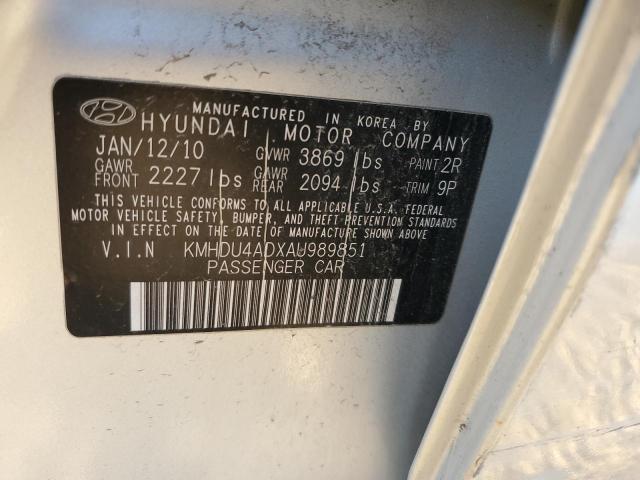 MANUFACTURED IN KOREA BY
HYUNDAI MOTOR COMPANY
JAN/12/10 GVWR 3869 lbs PAINT 2R
GAWR FRONT 2227 lbs GAWR REAR 2094 lbs TRIM 9P
THIS VEHICLE CONFORMS TO ALL APPLICABLE U.S.A. FEDERAL
MOTOR VEHICLE SAFETY, BUMPER, AND THEFT PREVENTION STANDARDS
IN EFFECT ON THE DATE OF MANUFACTURE SHOWN ABOVE.
V.I.N KMHDU4ADXAU989851
PASSENGER CAR